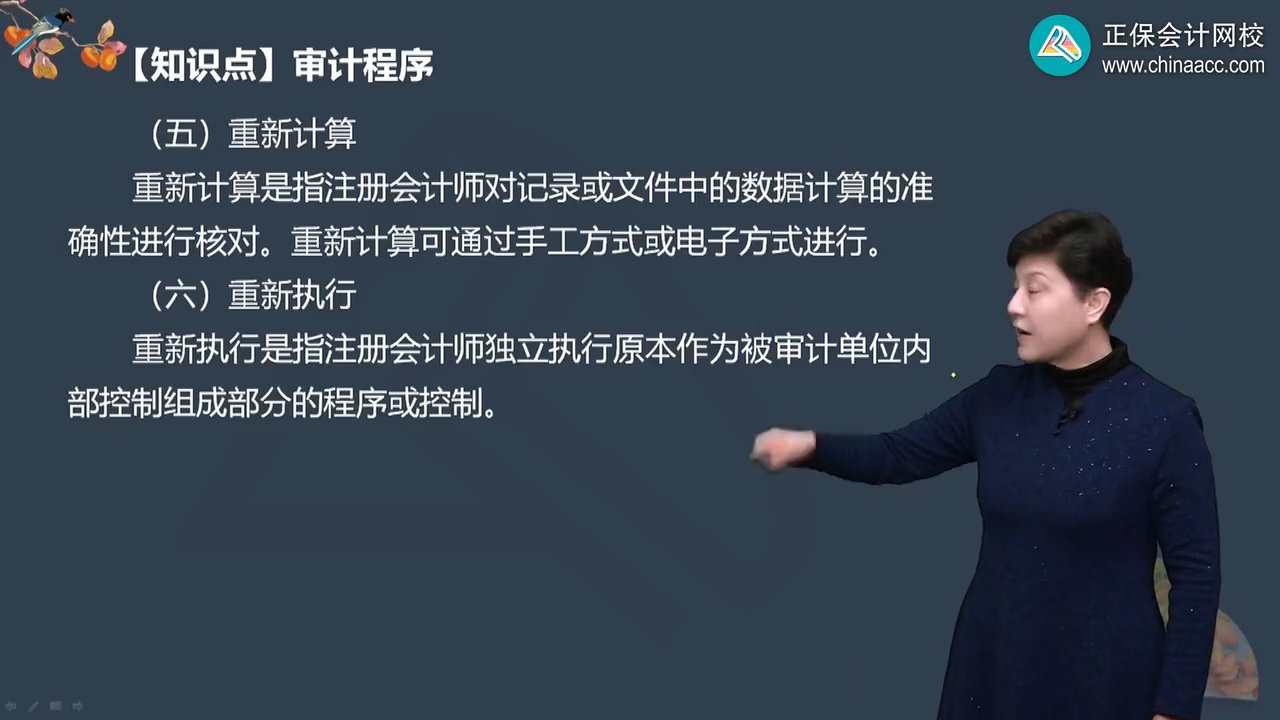 正保会计网校
www.chinaacc.com
【知识点】审计程序
（五）重新计算
重新计算是指注册会计师对记录或文件中的数据计算的准
确性进行核对。重新计算可通过手工方式或电子方式进行。
（六）重新执行
重新执行是指注册会计师独立执行原本作为被审计单位内
部控制组成部分的程序或控制。